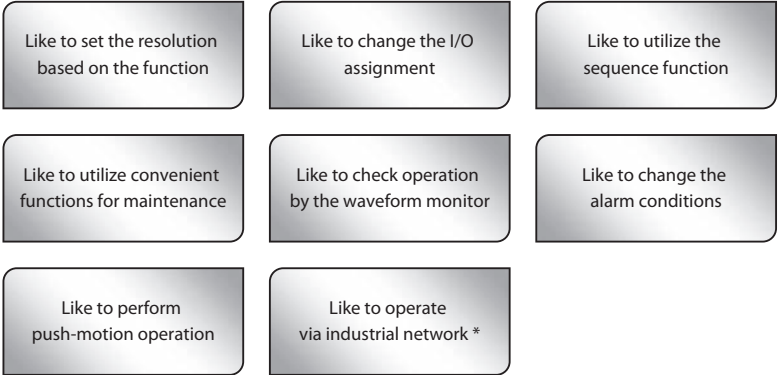 Like to set the resolution
based on the function
Like to change the I/O
assignment
Like to utilize the
sequence function
Like to utilize convenient
functions for maintenance
Like to check operation
by the waveform monitor
Like to change the
alarm conditions
Like to perform
push-motion operation
Like to operate
via industrial network *